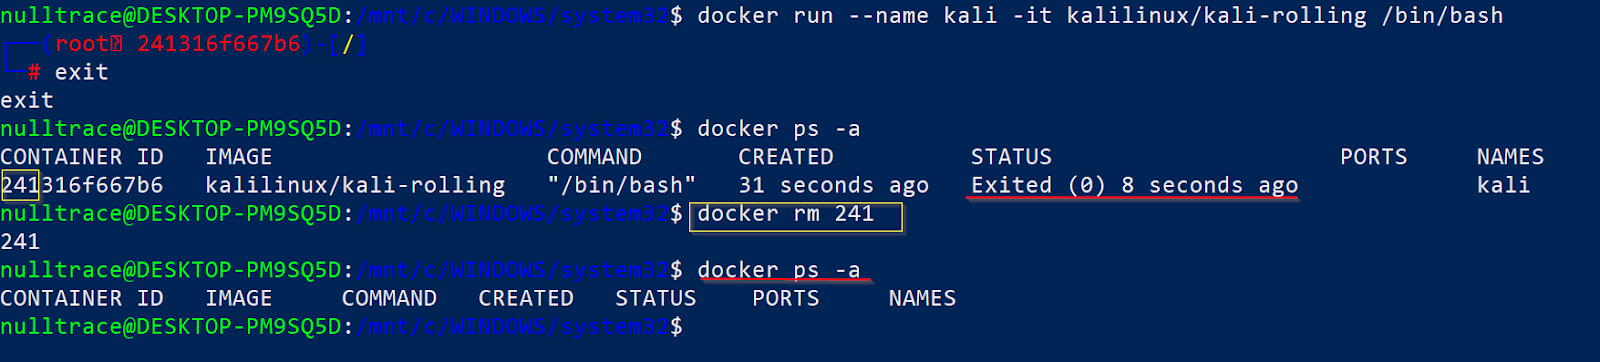 nulltrace@DESKTOP-PM9SQ5D:/mnt/c/WINDOWS/system32$ docker run --name kali -it kalilinux/kali-rolling /bin/bash
┌──(root 241316f667b6)-[/]
└─# exit
exit
nulltrace@DESKTOP-PM9SQ5D:/mnt/c/WINDOWS/system32$ docker ps -a
CONTAINER ID   IMAGE                    COMMAND       CREATED          STATUS                     PORTS     NAMES
241316f667b6   kalilinux/kali-rolling   "/bin/bash"   31 seconds ago   Exited (0) 8 seconds ago             kali
nulltrace@DESKTOP-PM9SQ5D:/mnt/c/WINDOWS/system32$ docker rm 241
241
nulltrace@DESKTOP-PM9SQ5D:/mnt/c/WINDOWS/system32$ docker ps -a
CONTAINER ID   IMAGE     COMMAND   CREATED   STATUS    PORTS     NAMES
nulltrace@DESKTOP-PM9SQ5D:/mnt/c/WINDOWS/system32$